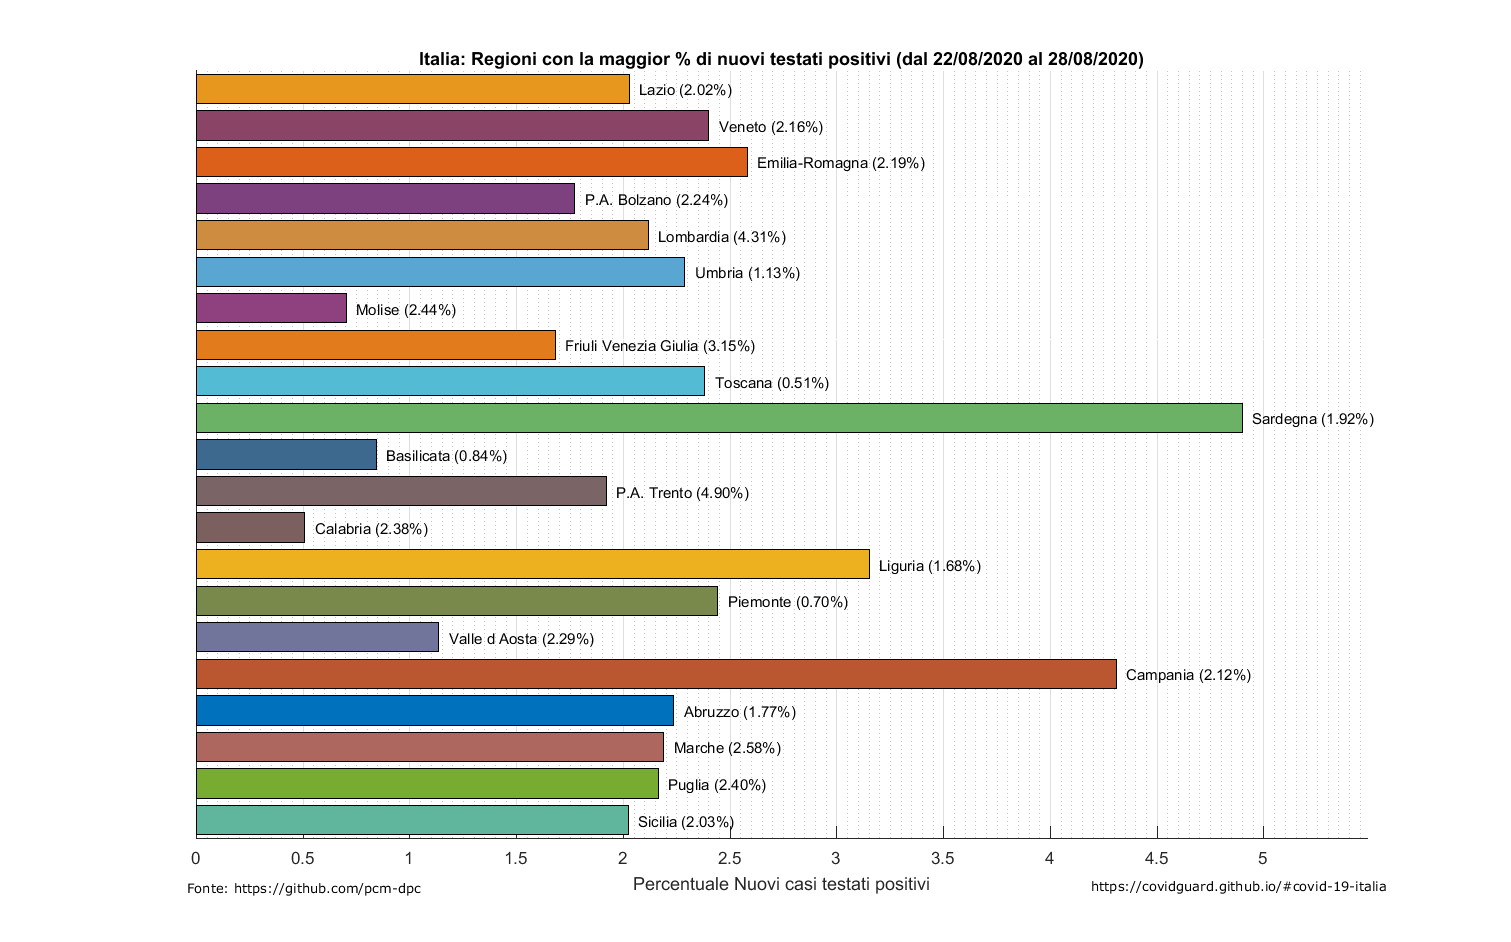 Italia: Regioni con la maggior % di nuovi testati positivi (dal 22/08/2020 al 28/08/2020)
Lazio (2.02%)
Veneto (2.16%)
Emilia-Romagna (2.19%)
P.A. Bolzano (2.24%)
Lombardia (4.31%)
Umbria (1.13%)
Molise (2.44%)
Friuli Venezia Giulia (3.15%)
Toscana (0.51%)
Sardegna (1.92%)
Basilicata (0.84%)
P.A. Trento (4.90%)
Calabria (2.38%)
Liguria (1.68%)
Piemonte (0.70%)
Valle d Aosta (2.29%)
Campania (2.12%)
Abruzzo (1.77%)
Marche (2.58%)
Puglia (2.40%)
Sicilia (2.03%)
0 0.5 1 1.5 2 2.5 3 3.5 4 4.5 5
Percentuale Nuovi casi testati positivi
Fonte: https://github.com/pcm-dpc
https://covidguard.github.io/#covid-19-italia